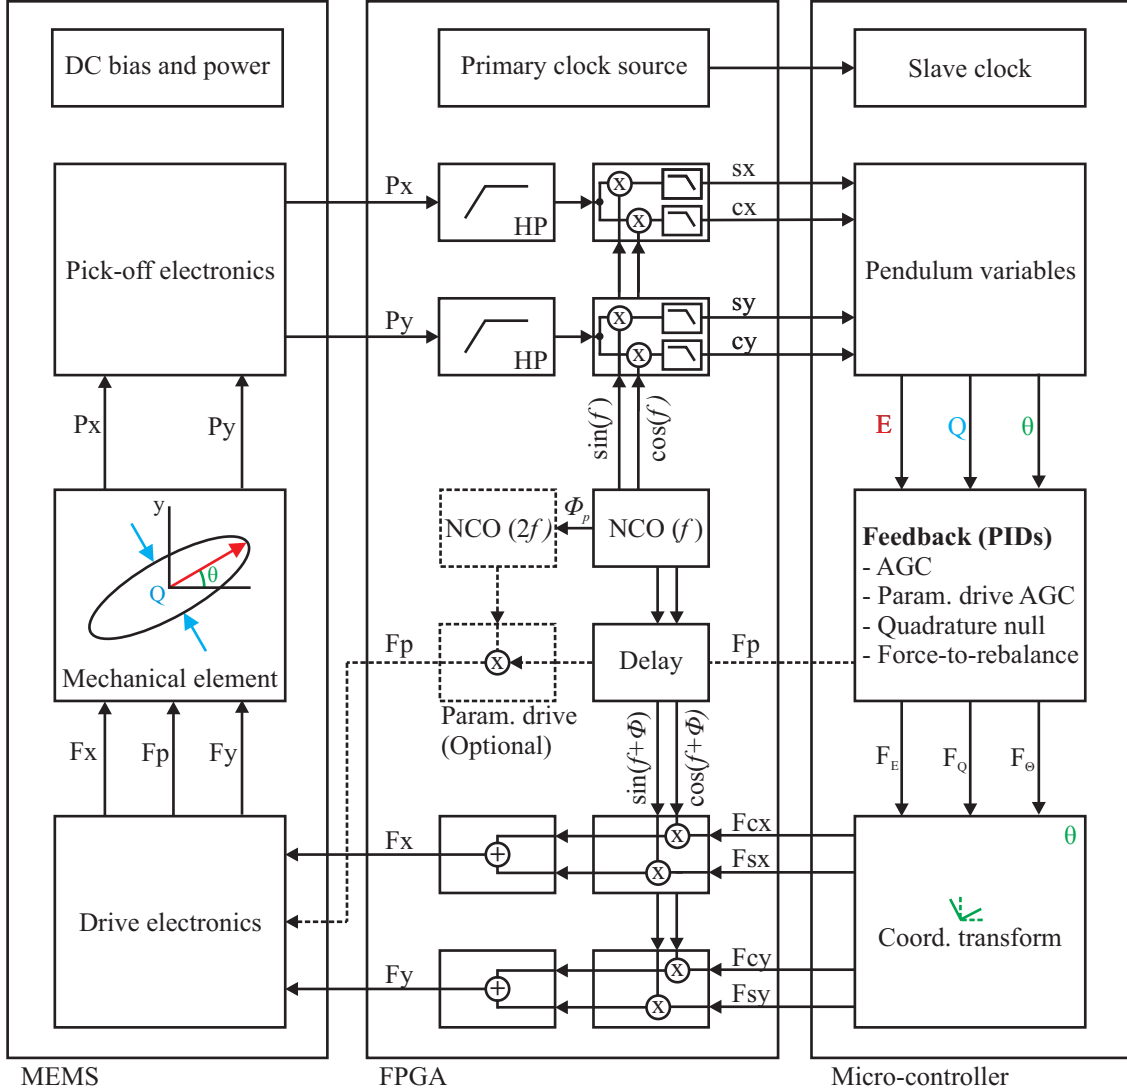 DC bias and power
Primary clock source
Slave clock
Px
HP
x
x
sx
cx
Pick-off electronics
Pendulum variables
Py
HP
x
x
sy
cy
Px
Py
sin(f)
cos(f)
E
Q
θ
y
Q
θ
Mechanical element
NCO (2f)
Φp
NCO (f)
Feedback (PIDs)
- AGC
- Param. drive AGC
- Quadrature null
- Force-to-rebalance
Fp
x
Delay
Fp
Param. drive
(Optional)
Fx
Fp
Fy
sin(f+Φ)
cos(f+Φ)
FE
FQ
FΘ
Fx
+
x
x
Fcx
Fsx
θ
Drive electronics
Coord. transform
Fy
+
x
x
Fcy
Fsy
MEMS
FPGA
Micro-controller